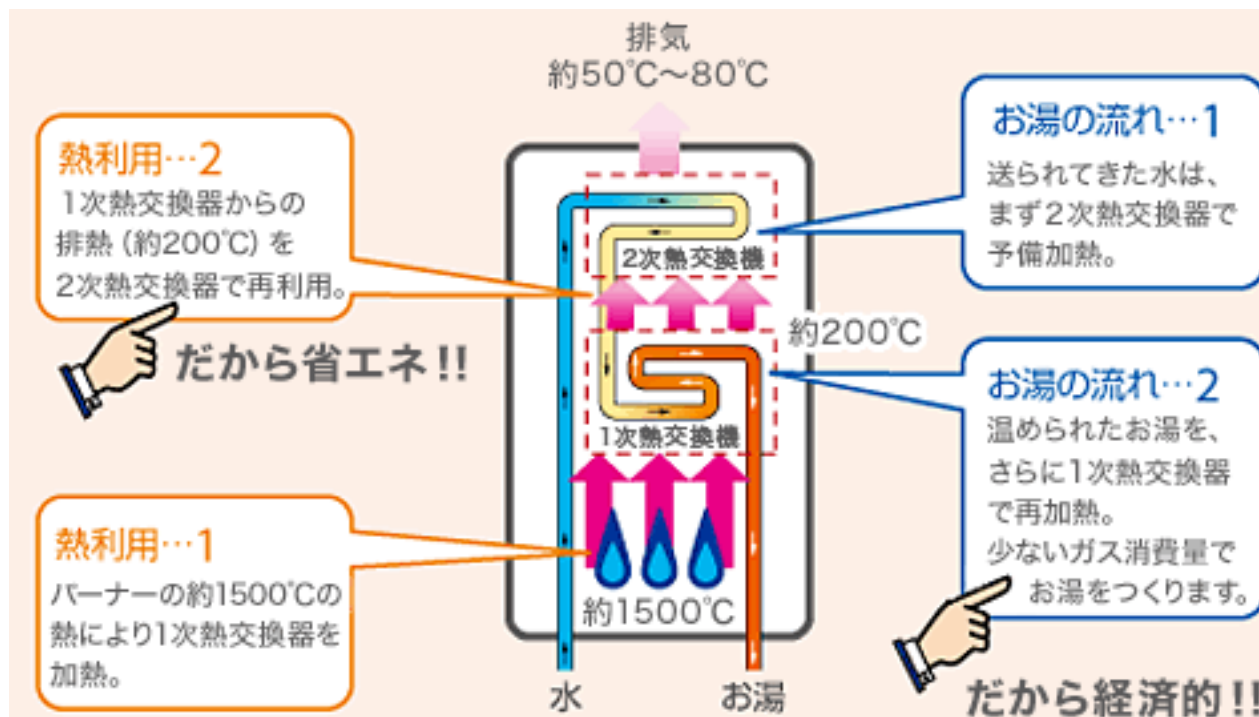 排気
約50℃～80℃
熱利用…2
1次熱交換器からの
排熱（約200℃）を
2次熱交換器で再利用。
だから省エネ!!
お湯の流れ…1
送られてきた水は、
まず2次熱交換器で
予備加熱。
2次熱交換機
約200℃
1次熱交換機
お湯の流れ…2
温められたお湯を、
さらに1次熱交換器
で再加熱。
少ないガス消費量で
お湯をつくります。
だから経済的!!
熱利用…1
バーナーの約1500℃の
熱により1次熱交換器を
加熱。
約1500℃
水
お湯